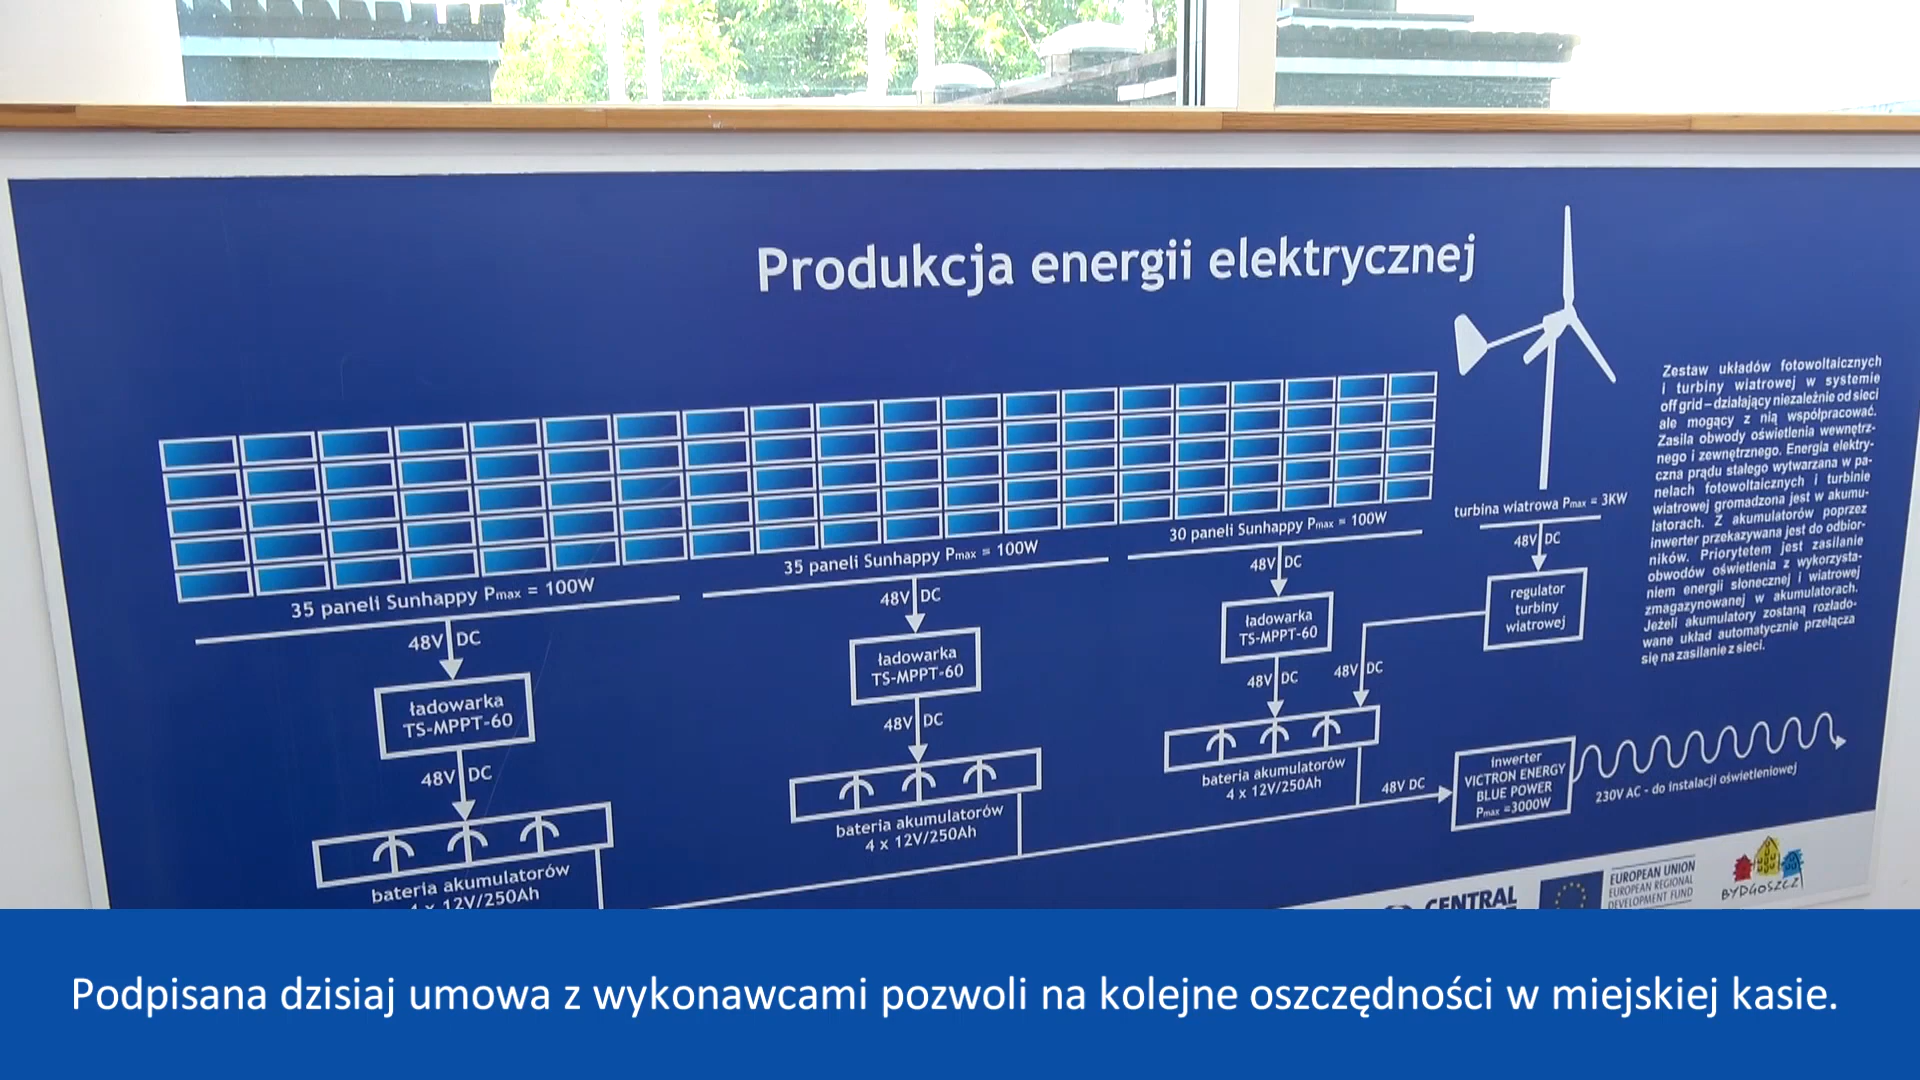 Produkcja energii elektrycznej
Zestaw układów fotowoltaicznych
i turbiny wiatrowej w systemie
off grid – działający niezależnie od sieci
ale mogący z nią współpracować.
Zasila obwody oświetlenia wewnętrz-
nego i zewnętrznego. Energia elektry-
czna prądu stałego wytwarzana w pa-
nelach fotowoltaicznych i turbinie
wiatrowej gromadzona jest w akumu-
latorach. Z akumulatorów poprzez
inwerter przekazywana jest do odbior-
ników. Priorytetem jest zasilanie
obwodów oświetlenia z wykorzysta-
niem energii słonecznej i wiatrowej
zmagazynowanej w akumulatorach.
Jeżeli akumulatory zostaną rozłado-
wane układ automatycznie przełącza
się na zasilanie z sieci.
35 paneli Sunhappy Pmax = 100W
48V DC
ładowarka
TS-MPPT-60
48V DC
bateria akumulatorów
4 x 12V/250Ah
35 paneli Sunhappy Pmax = 100W
48V DC
ładowarka
TS-MPPT-60
48V DC
bateria akumulatorów
4 x 12V/250Ah
30 paneli Sunhappy Pmax = 100W
48V DC
ładowarka
TS-MPPT-60
48V DC
bateria akumulatorów
4 x 12V/250Ah
turbina wiatrowa Pmax = 3KW
48V DC
regulator
turbiny
wiatrowej
48V DC
48V DC
inwerter
VICTRON ENERGY
BLUE POWER
Pmax =3000W
230V AC - do instalacji oświetleniowej
CENTRAL
EUROPEAN UNION
EUROPEAN REGIONAL
DEVELOPMENT FUND
BYDGOSZCZ
Podpisana dzisiaj umowa z wykonawcami pozwoli na kolejne oszczędności w miejskiej kasie.